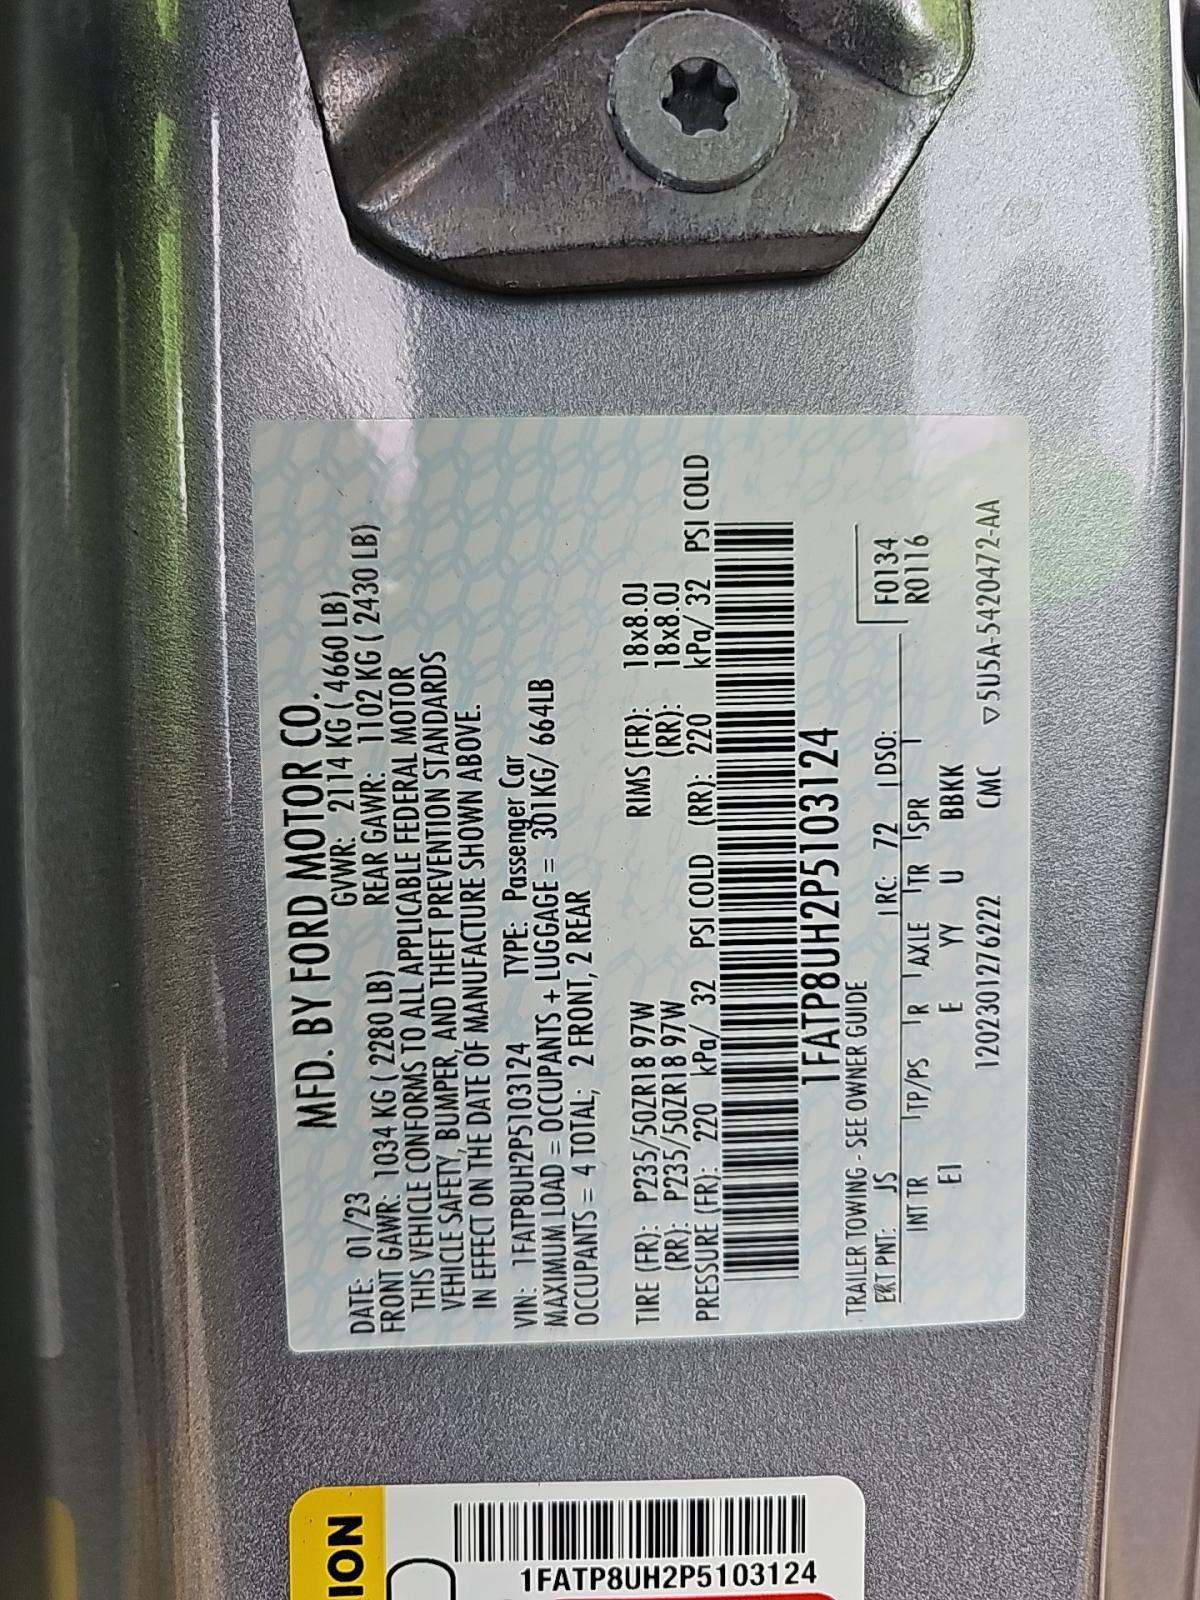 MFD. BY FORD MOTOR CO.
DATE: 01/23 GVWR: 2114 KG ( 4660 LB)
FRONT GAWR: 1034 KG ( 2280 LB) REAR GAWR: 1102 KG ( 2430 LB)
THIS VEHICLE CONFORMS TO ALL APPLICABLE FEDERAL MOTOR
VEHICLE SAFETY, BUMPER, AND THEFT PREVENTION STANDARDS
IN EFFECT ON THE DATE OF MANUFACTURE SHOWN ABOVE.
VIN: 1FATP8UH2P5103124 TYPE: Passenger Car
MAXIMUM LOAD = OCCUPANTS + LUGGAGE = 301KG/ 664LB
OCCUPANTS = 4 TOTAL; 2 FRONT, 2 REAR
TIRE (FR): P235/50ZR18 97W RIMS (FR): 18x8.0J
(RR): P235/50ZR18 97W (RR): 18x8.0J
PRESSURE (FR): 220 kPa/ 32 PSI COLD (RR): 220 kPa/ 32 PSI COLD
1FATP8UH2P5103124
TRAILER TOWING - SEE OWNER GUIDE
EXT PNT: JS RC: 72 DSO: F0134
INT TR TP/PS R AXLE TR SPR R0116
EI E YY U BBKK
1202301276222 CMC ▽5U5A-5420472-AA
ION
1FATP8UH2P5103124